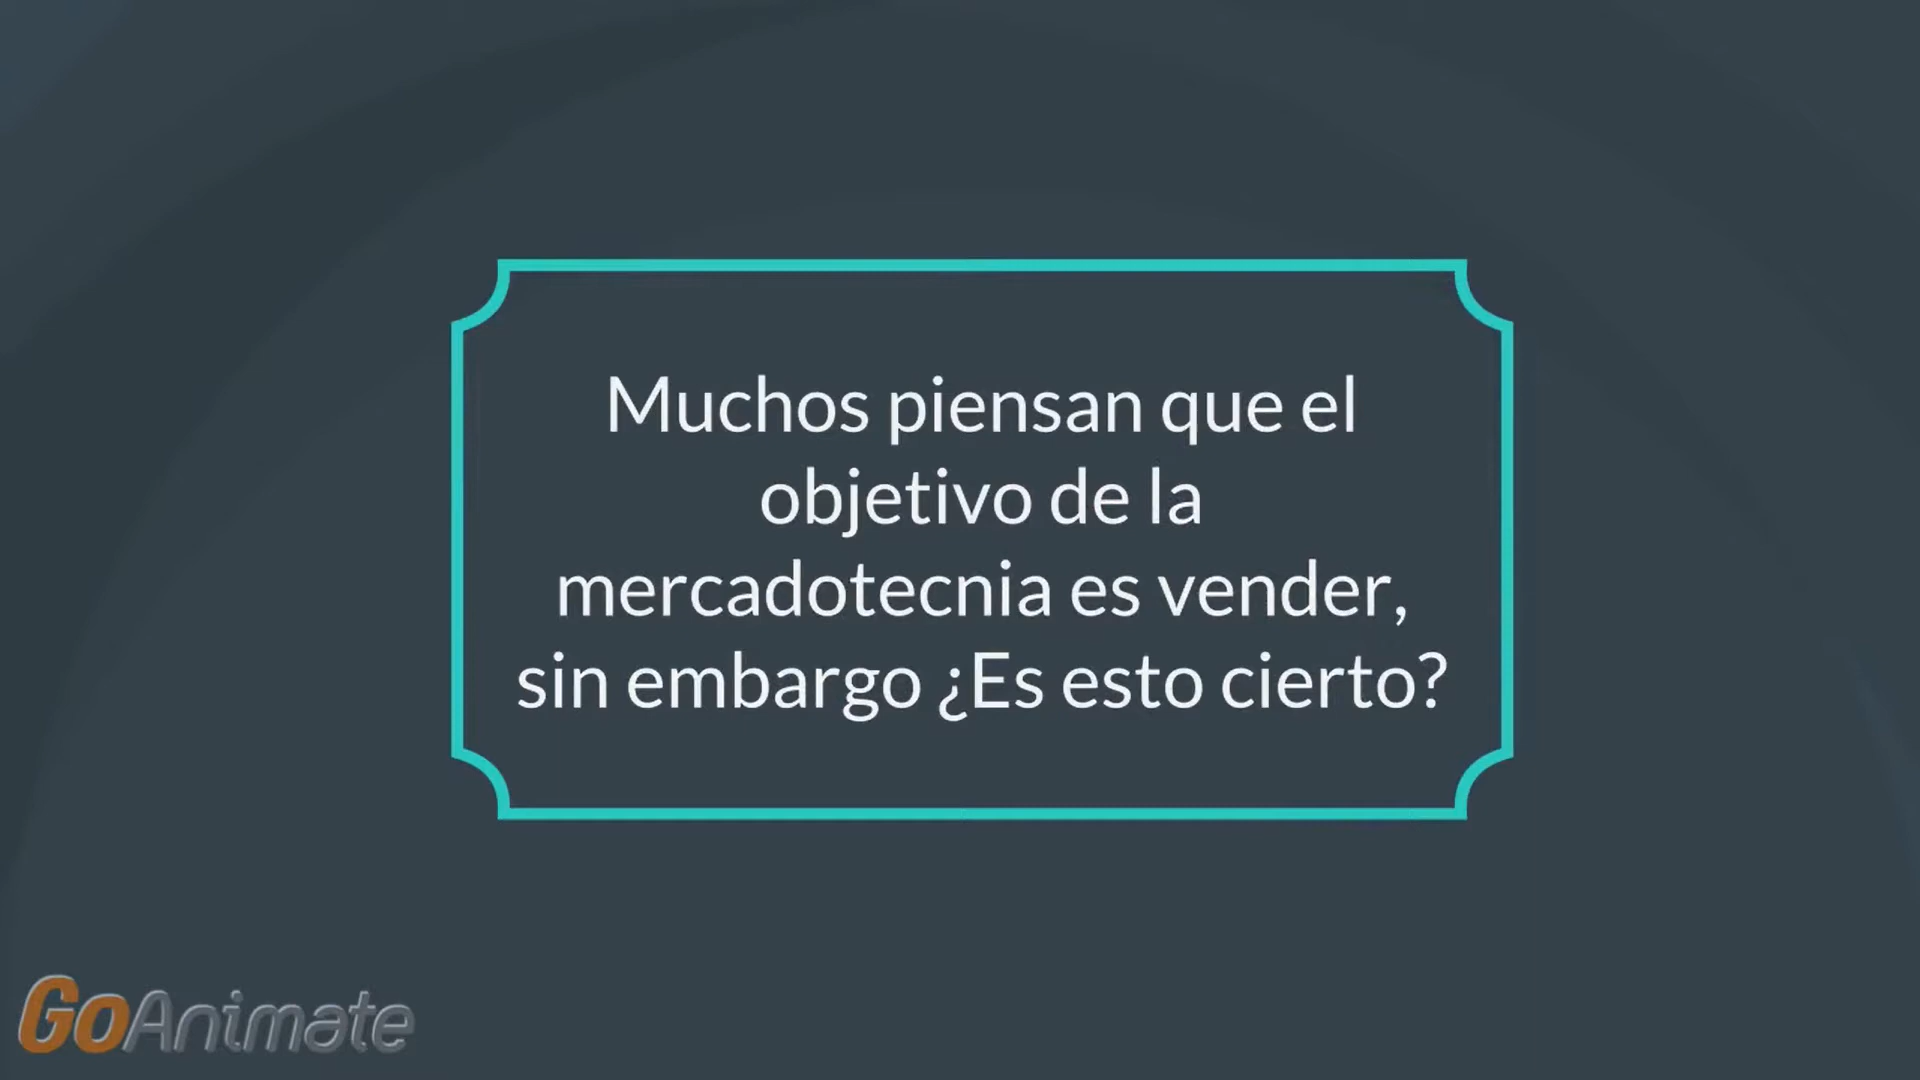 Muchos piensan que el
objetivo de la
mercadotecnia es vender,
sin embargo ¿Es esto cierto?
GoAnimate